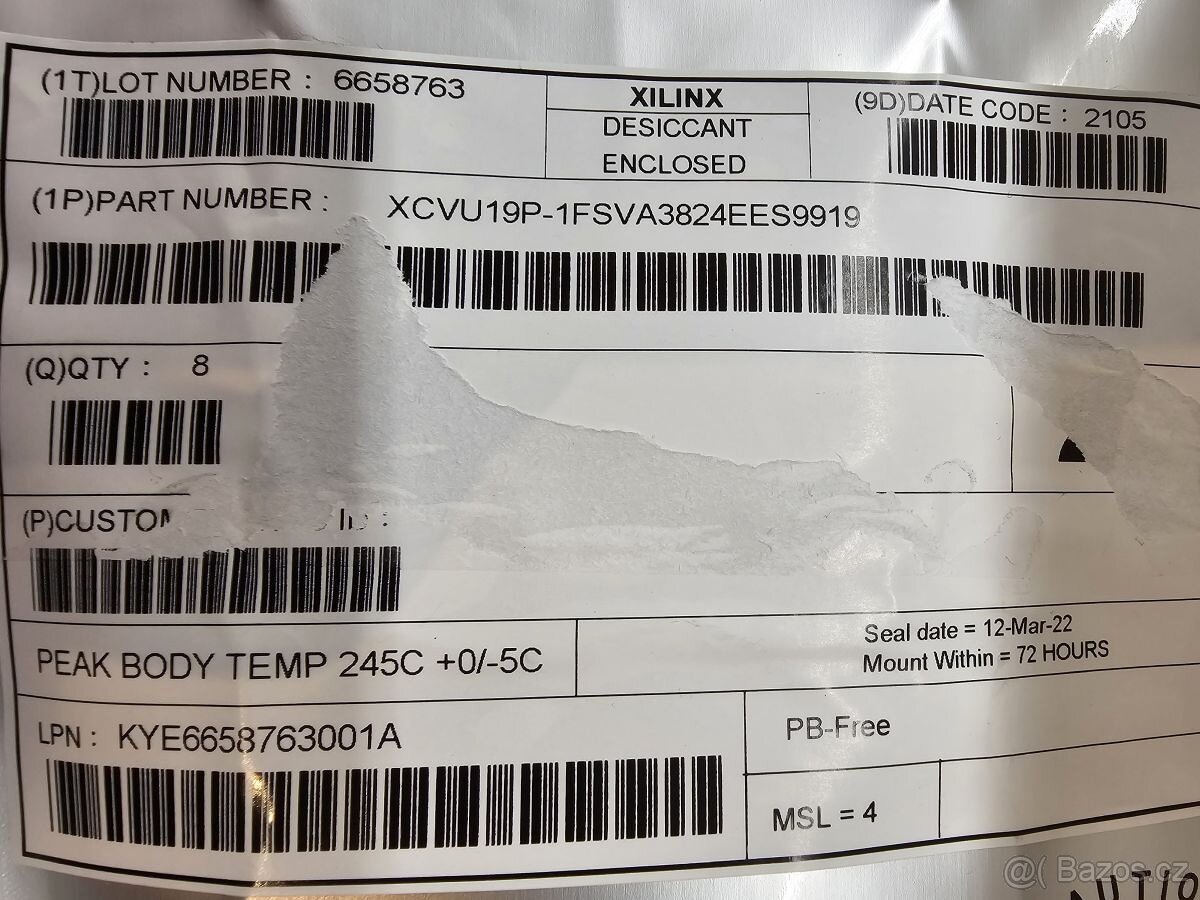 (1T)LOT NUMBER : 6658763
XILINX
DESICCANT
ENCLOSED
(9D)DATE CODE : 2105
(1P)PART NUMBER : XCVU19P-1FSVA3824EES9919
(Q)QTY : 8
(P)CUSTOM
PEAK BODY TEMP 245C +0/-5C
Seal date = 12-Mar-22
Mount Within = 72 HOURS
LPN : KYE6658763001A
PB-Free
MSL = 4
@( Bazos.cz